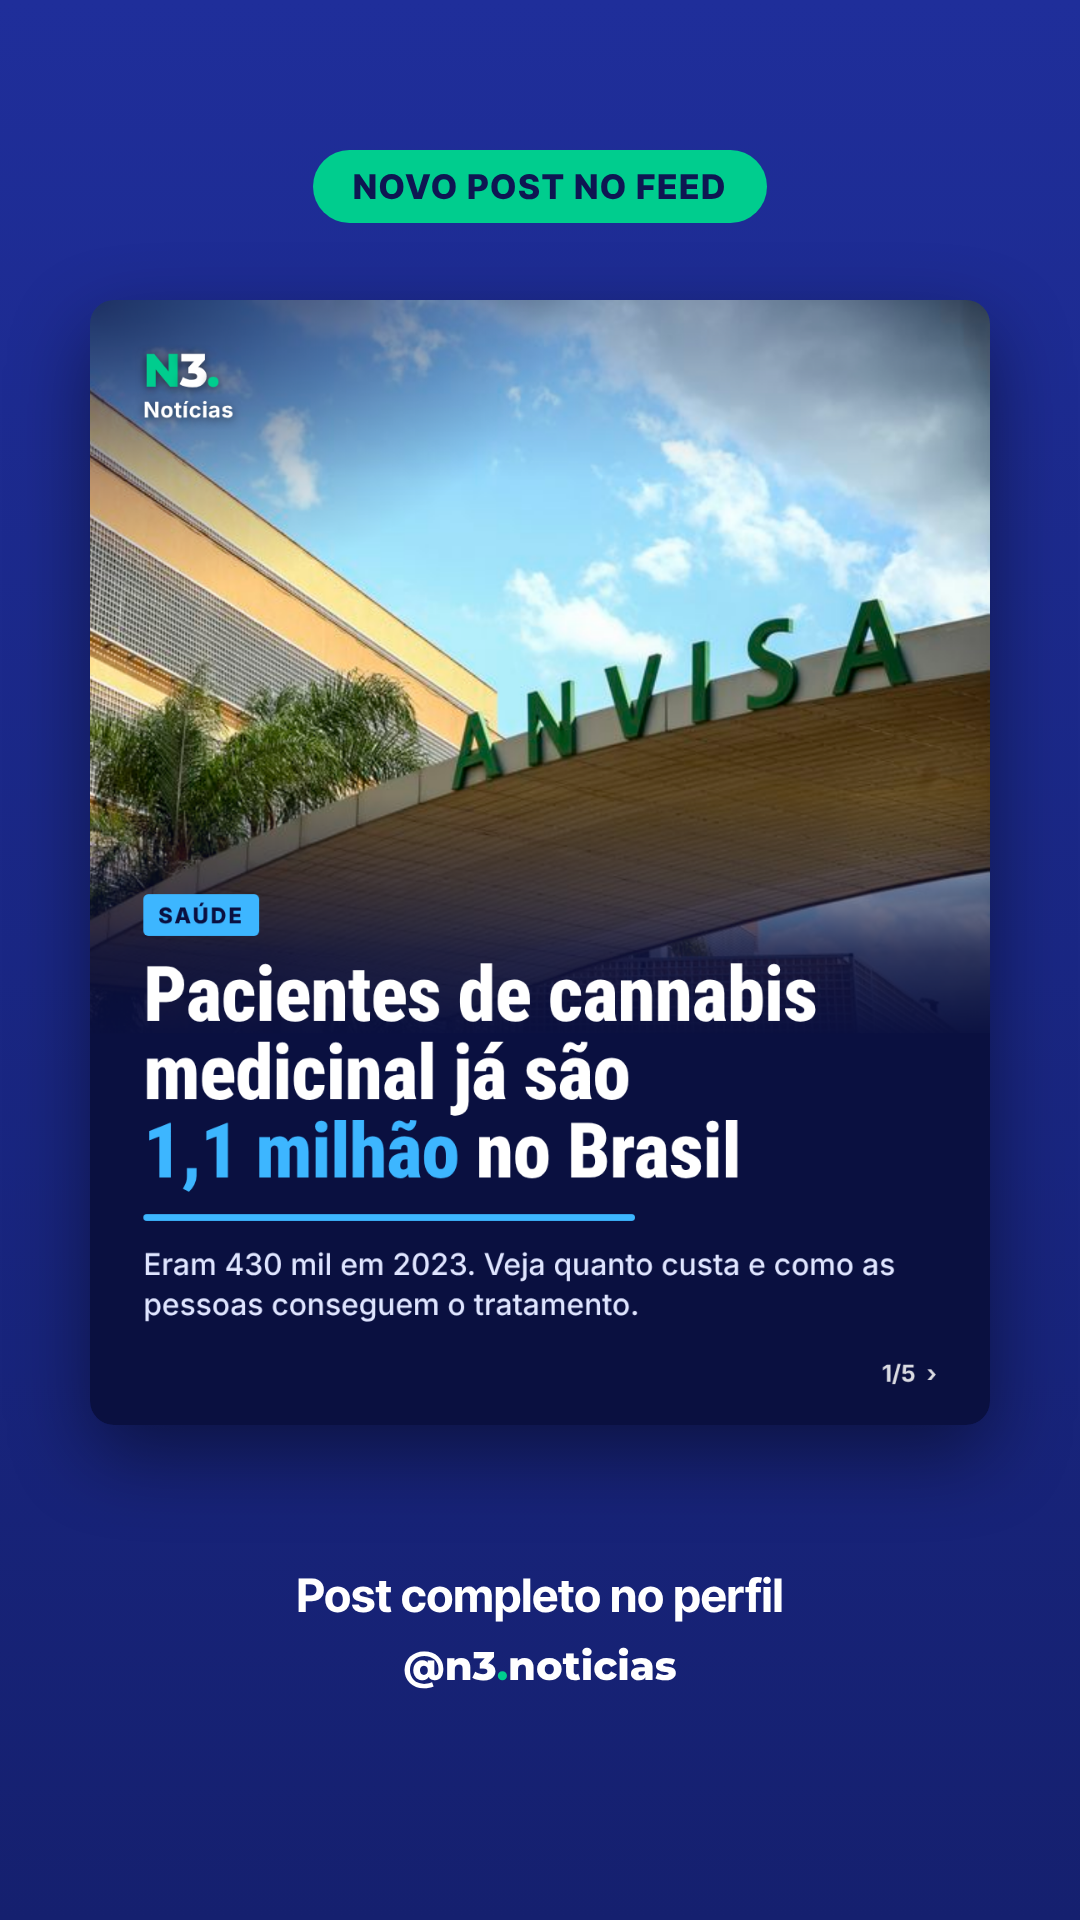 NOVO POST NO FEED
N3.
Notícias
ANVISA
SAÚDE
Pacientes de cannabis
medicinal já são
1,1 milhão no Brasil
Eram 430 mil em 2023. Veja quanto custa e como as
pessoas conseguem o tratamento.
1/5 ›
Post completo no perfil
@n3.noticias